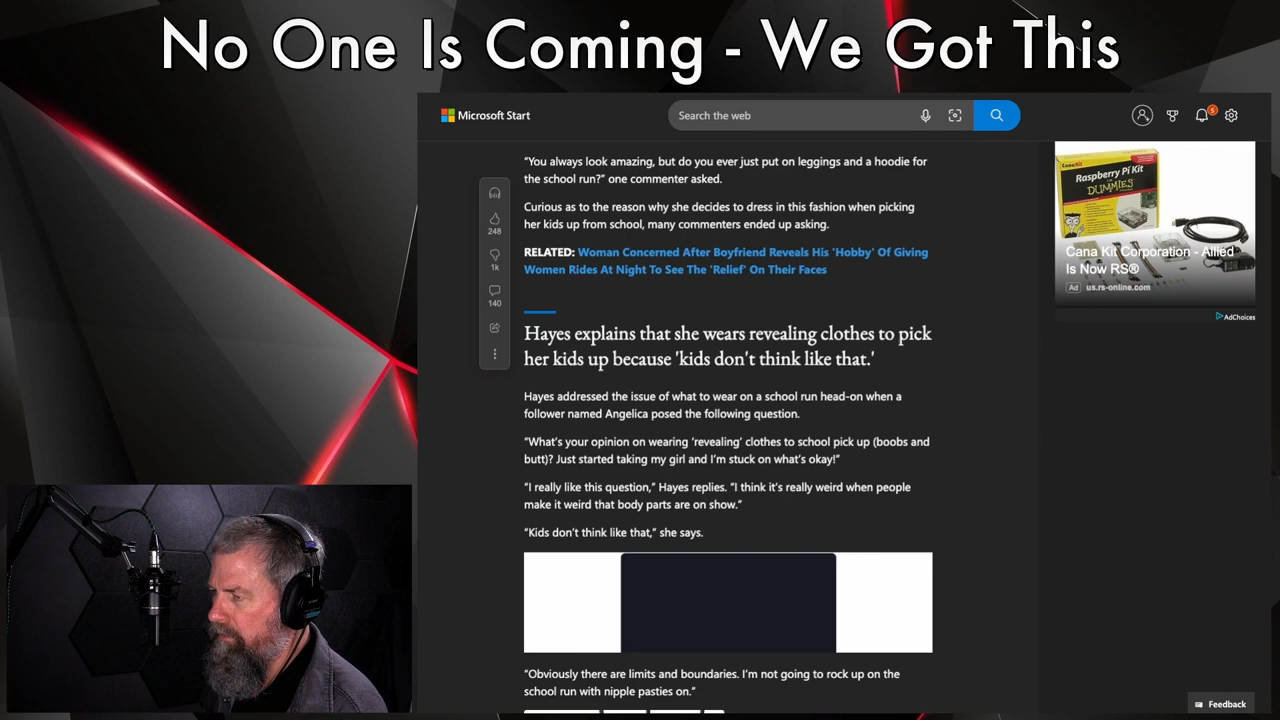 No One Is Coming - We Got This
Microsoft Start
Search the web
5
“You always look amazing, but do you ever just put on leggings and a hoodie for
the school run?” one commenter asked.
Curious as to the reason why she decides to dress in this fashion when picking
her kids up from school, many commenters ended up asking.
RELATED: Woman Concerned After Boyfriend Reveals His 'Hobby' Of Giving
Women Rides At Night To See The 'Relief' On Their Faces
248
1k
140
Hayes explains that she wears revealing clothes to pick
her kids up because 'kids don't think like that.'
Hayes addressed the issue of what to wear on a school run head-on when a
follower named Angelica posed the following question.
“What’s your opinion on wearing ‘revealing’ clothes to school pick up (boobs and
butt)? Just started taking my girl and I’m stuck on what’s okay!”
“I really like this question,” Hayes replies. “I think it’s really weird when people
make it weird that body parts are on show.”
“Kids don’t think like that,” she says.
“Obviously there are limits and boundaries. I’m not going to rock up on the
school run with nipple pasties on.”
CanaKit
Raspberry Pi Kit
FOR
DUMMIES
Cana Kit Corporation - Allied
Is Now RS®
Ad us.rs-online.com
AdChoices
Feedback